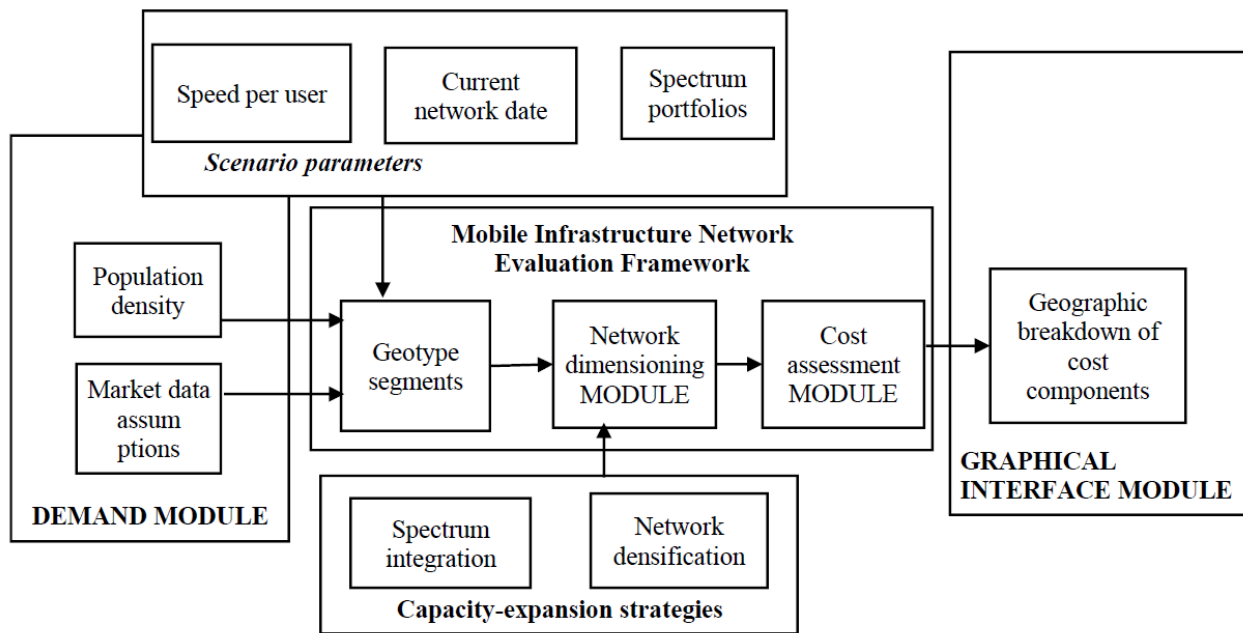 Speed per user
Current
network date
Spectrum
portfolios
Scenario parameters
Mobile Infrastructure Network
Evaluation Framework
Population
density
Market data
assum
ptions
DEMAND MODULE
Geotype
segments
Network
dimensioning
MODULE
Cost
assessment
MODULE
Geographic
breakdown of
cost
components
GRAPHICAL
INTERFACE MODULE
Spectrum
integration
Network
densification
Capacity-expansion strategies